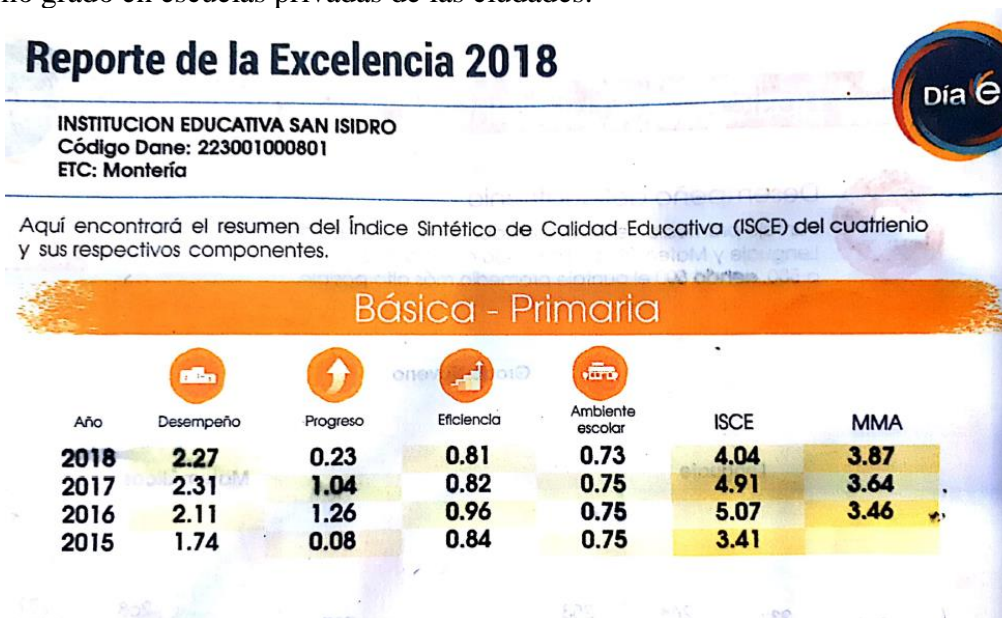 no grado en escuelas privadas de las ciudades.
Reporte de la Excelencia 2018
Día e
INSTITUCION EDUCATIVA SAN ISIDRO
Código Dane: 223001000801
ETC: Montería
Aquí encontrará el resumen del Índice Sintético de Calidad Educativa (ISCE) del cuatrienio
y sus respectivos componentes.
Básica - Primaria
Año Desempeño Progreso Eficiencia Ambiente escolar ISCE MMA
2018 2.27 0.23 0.81 0.73 4.04 3.87
2017 2.31 1.04 0.82 0.75 4.91 3.64
2016 2.11 1.26 0.96 0.75 5.07 3.46
2015 1.74 0.08 0.84 0.75 3.41